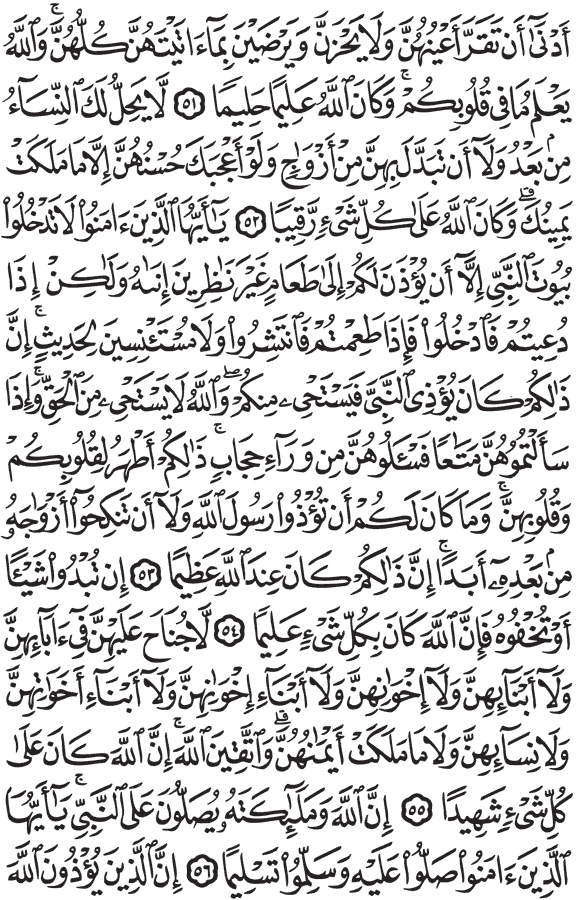 أَدْنَىٰٓ أَن تَقَرَّ أَعْيُنُهُنَّ وَلَا يَحْزَنَّ وَيَرْضَيْنَ بِمَآ ءَاتَيْتَهُنَّ كُلُّهُنَّۚ وَٱللَّهُ
يَعْلَمُ مَا فِى قُلُوبِكُمْۚ وَكَانَ ٱللَّهُ عَلِيمًا حَلِيمًا ٥١ لَّا يَحِلُّ لَكَ ٱلنِّسَآءُ
مِنۢ بَعْدُ وَلَآ أَن تَبَدَّلَ بِهِنَّ مِنْ أَزْوَٰجٍ وَلَوْ أَعْجَبَكَ حُسْنُهُنَّ إِلَّا مَا مَلَكَتْ
يَمِينُكَۗ وَكَانَ ٱللَّهُ عَلَىٰ كُلِّ شَىْءٍ رَّقِيبًا ٥٢ يَٰٓأَيُّهَا ٱلَّذِينَ ءَامَنُوا۟ لَا تَدْخُلُوا۟
بُيُوتَ ٱلنَّبِىِّ إِلَّآ أَن يُؤْذَنَ لَكُمْ إِلَىٰ طَعَامٍ غَيْرَ نَٰظِرِينَ إِنَىٰهُ وَلَٰكِنْ إِذَا
دُعِيتُمْ فَٱدْخُلُوا۟ فَإِذَا طَعِمْتُمْ فَٱنتَشِرُوا۟ وَلَا مُسْتَـْٔنِسِينَ لِحَدِيثٍۚ إِنَّ
ذَٰلِكُمْ كَانَ يُؤْذِى ٱلنَّبِىَّ فَيَسْتَحْىِۦ مِنكُمْۖ وَٱللَّهُ لَا يَسْتَحْىِۦ مِنَ ٱلْحَقِّۚ وَإِذَا
سَأَلْتُمُوهُنَّ مَتَٰعًا فَسْـَٔلُوهُنَّ مِن وَرَآءِ حِجَابٍۚ ذَٰلِكُمْ أَطْهَرُ لِقُلُوبِكُمْ
وَقُلُوبِهِنَّۚ وَمَا كَانَ لَكُمْ أَن تُؤْذُوا۟ رَسُولَ ٱللَّهِ وَلَآ أَن تَنكِحُوٓا۟ أَزْوَٰجَهُۥ
مِنۢ بَعْدِهِۦٓ أَبَدًاۚ إِنَّ ذَٰلِكُمْ كَانَ عِندَ ٱللَّهِ عَظِيمًا ٥٣ إِن تُبْدُوا۟ شَيْـًٔا
أَوْ تُخْفُوهُ فَإِنَّ ٱللَّهَ كَانَ بِكُلِّ شَىْءٍ عَلِيمًا ٥٤ لَّا جُنَاحَ عَلَيْهِنَّ فِىٓ ءَابَآئِهِنَّ
وَلَآ أَبْنَآئِهِنَّ وَلَآ إِخْوَٰنِهِنَّ وَلَآ أَبْنَآءِ إِخْوَٰنِهِنَّ وَلَآ أَبْنَآءِ أَخَوَٰتِهِنَّ
وَلَا نِسَآئِهِنَّ وَلَا مَا مَلَكَتْ أَيْمَٰنُهُنَّۗ وَٱتَّقِينَ ٱللَّهَۚ إِنَّ ٱللَّهَ كَانَ عَلَىٰ
كُلِّ شَىْءٍ شَهِيدًا ٥٥ إِنَّ ٱللَّهَ وَمَلَٰٓئِكَتَهُۥ يُصَلُّونَ عَلَى ٱلنَّبِىِّۚ يَٰٓأَيُّهَا
ٱلَّذِينَ ءَامَنُوا۟ صَلُّوا۟ عَلَيْهِ وَسَلِّمُوا۟ تَسْلِيمًا ٥٦ إِنَّ ٱلَّذِينَ يُؤْذُونَ ٱللَّهَ